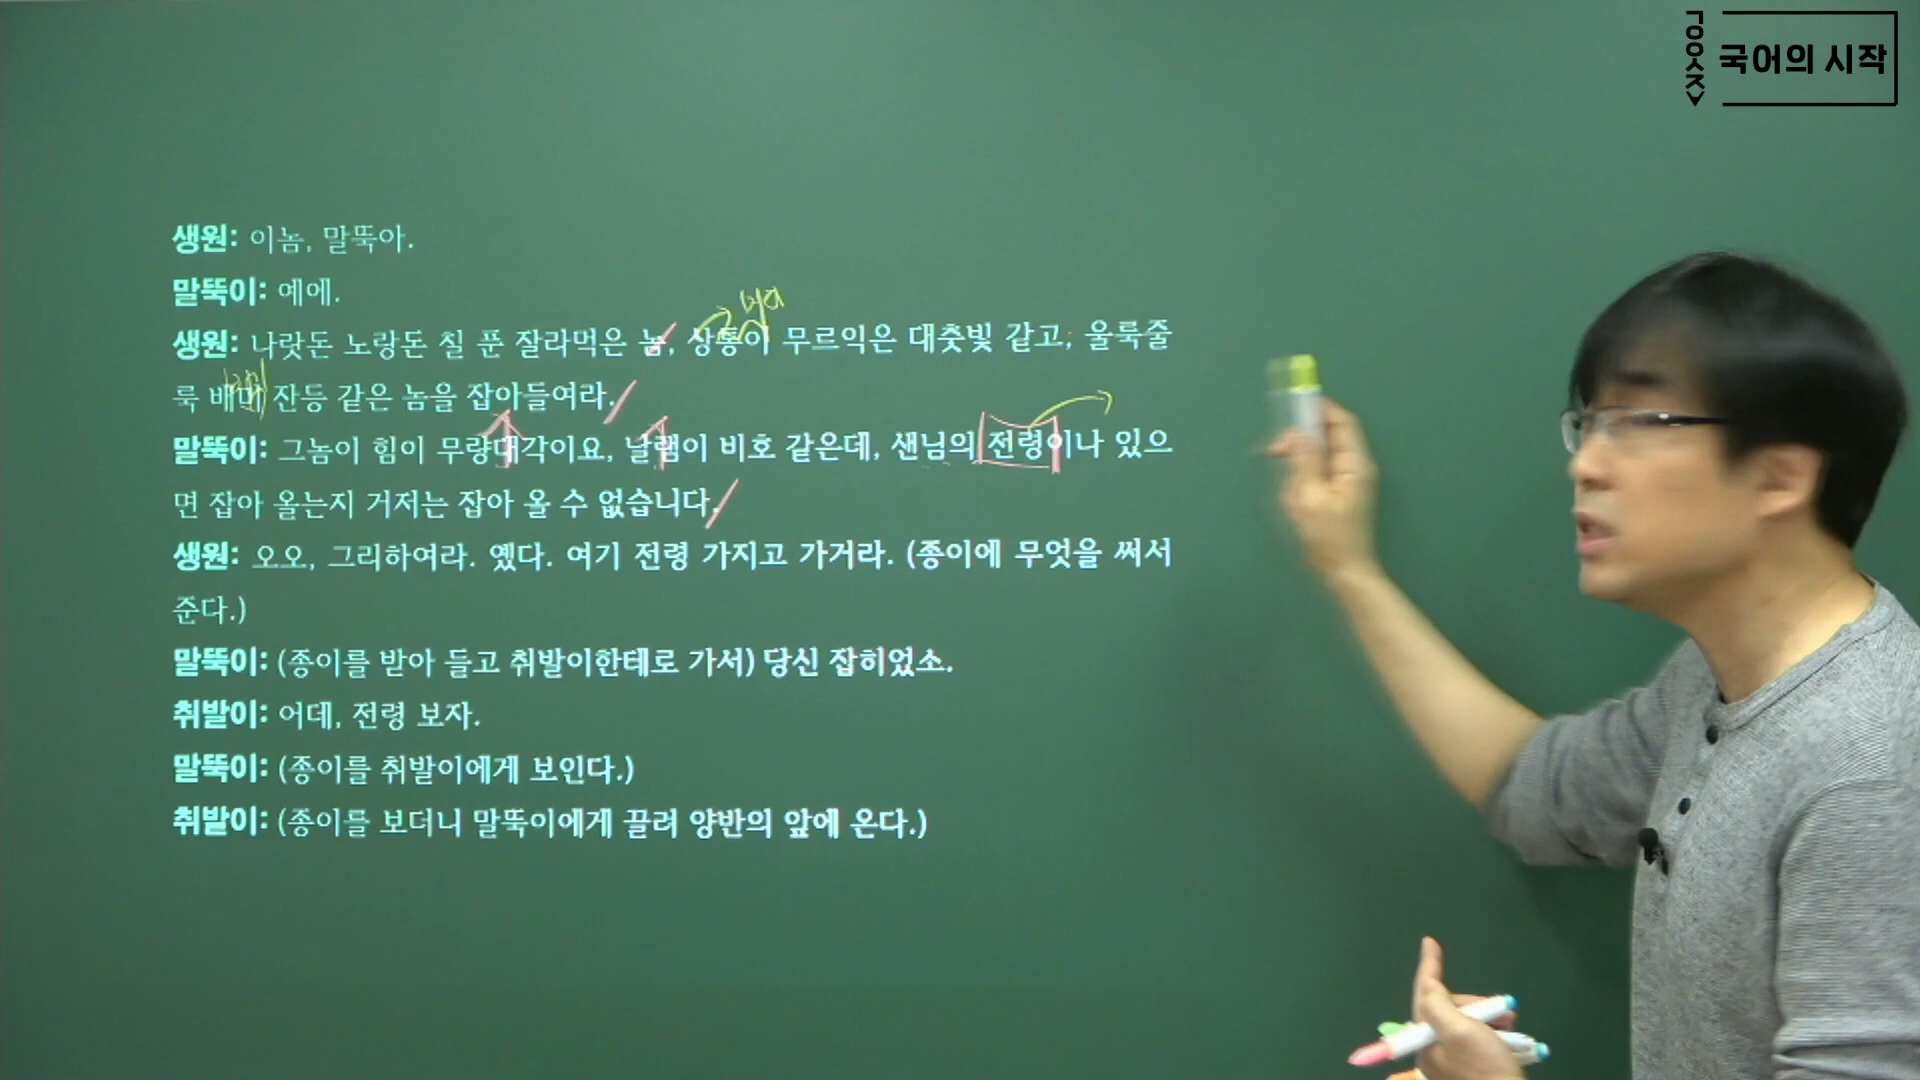 국어의 시작
생원: 이놈, 말뚝아.
말뚝이: 예에.
생원: 나랏돈 노랑돈 칠 푼 잘라먹은 놈, 상통이 무르익은 대춧빛 같고, 울룩줄
룩 배미 잔등 같은 놈을 잡아들여라.
말뚝이: 그놈이 힘이 무량대각이요, 날램이 비호 같은데, 샌님의 전령이나 있으
면 잡아 올는지 거저는 잡아 올 수 없습니다.
생원: 오오, 그리하여라. 옜다. 여기 전령 가지고 가거라. (종이에 무엇을 써서
준다.)
말뚝이: (종이를 받아 들고 취발이한테로 가서) 당신 잡히었소.
취발이: 어데, 전령 보자.
말뚝이: (종이를 취발이에게 보인다.)
취발이: (종이를 보더니 말뚝이에게 끌려 양반의 앞에 온다.)